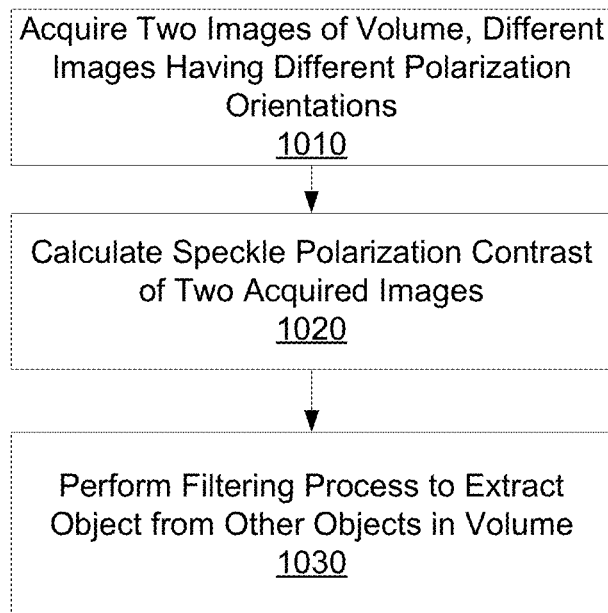 Acquire Two Images of Volume, Different
Images Having Different Polarization
Orientations
1010
Calculate Speckle Polarization Contrast
of Two Acquired Images
1020
Perform Filtering Process to Extract
Object from Other Objects in Volume
1030